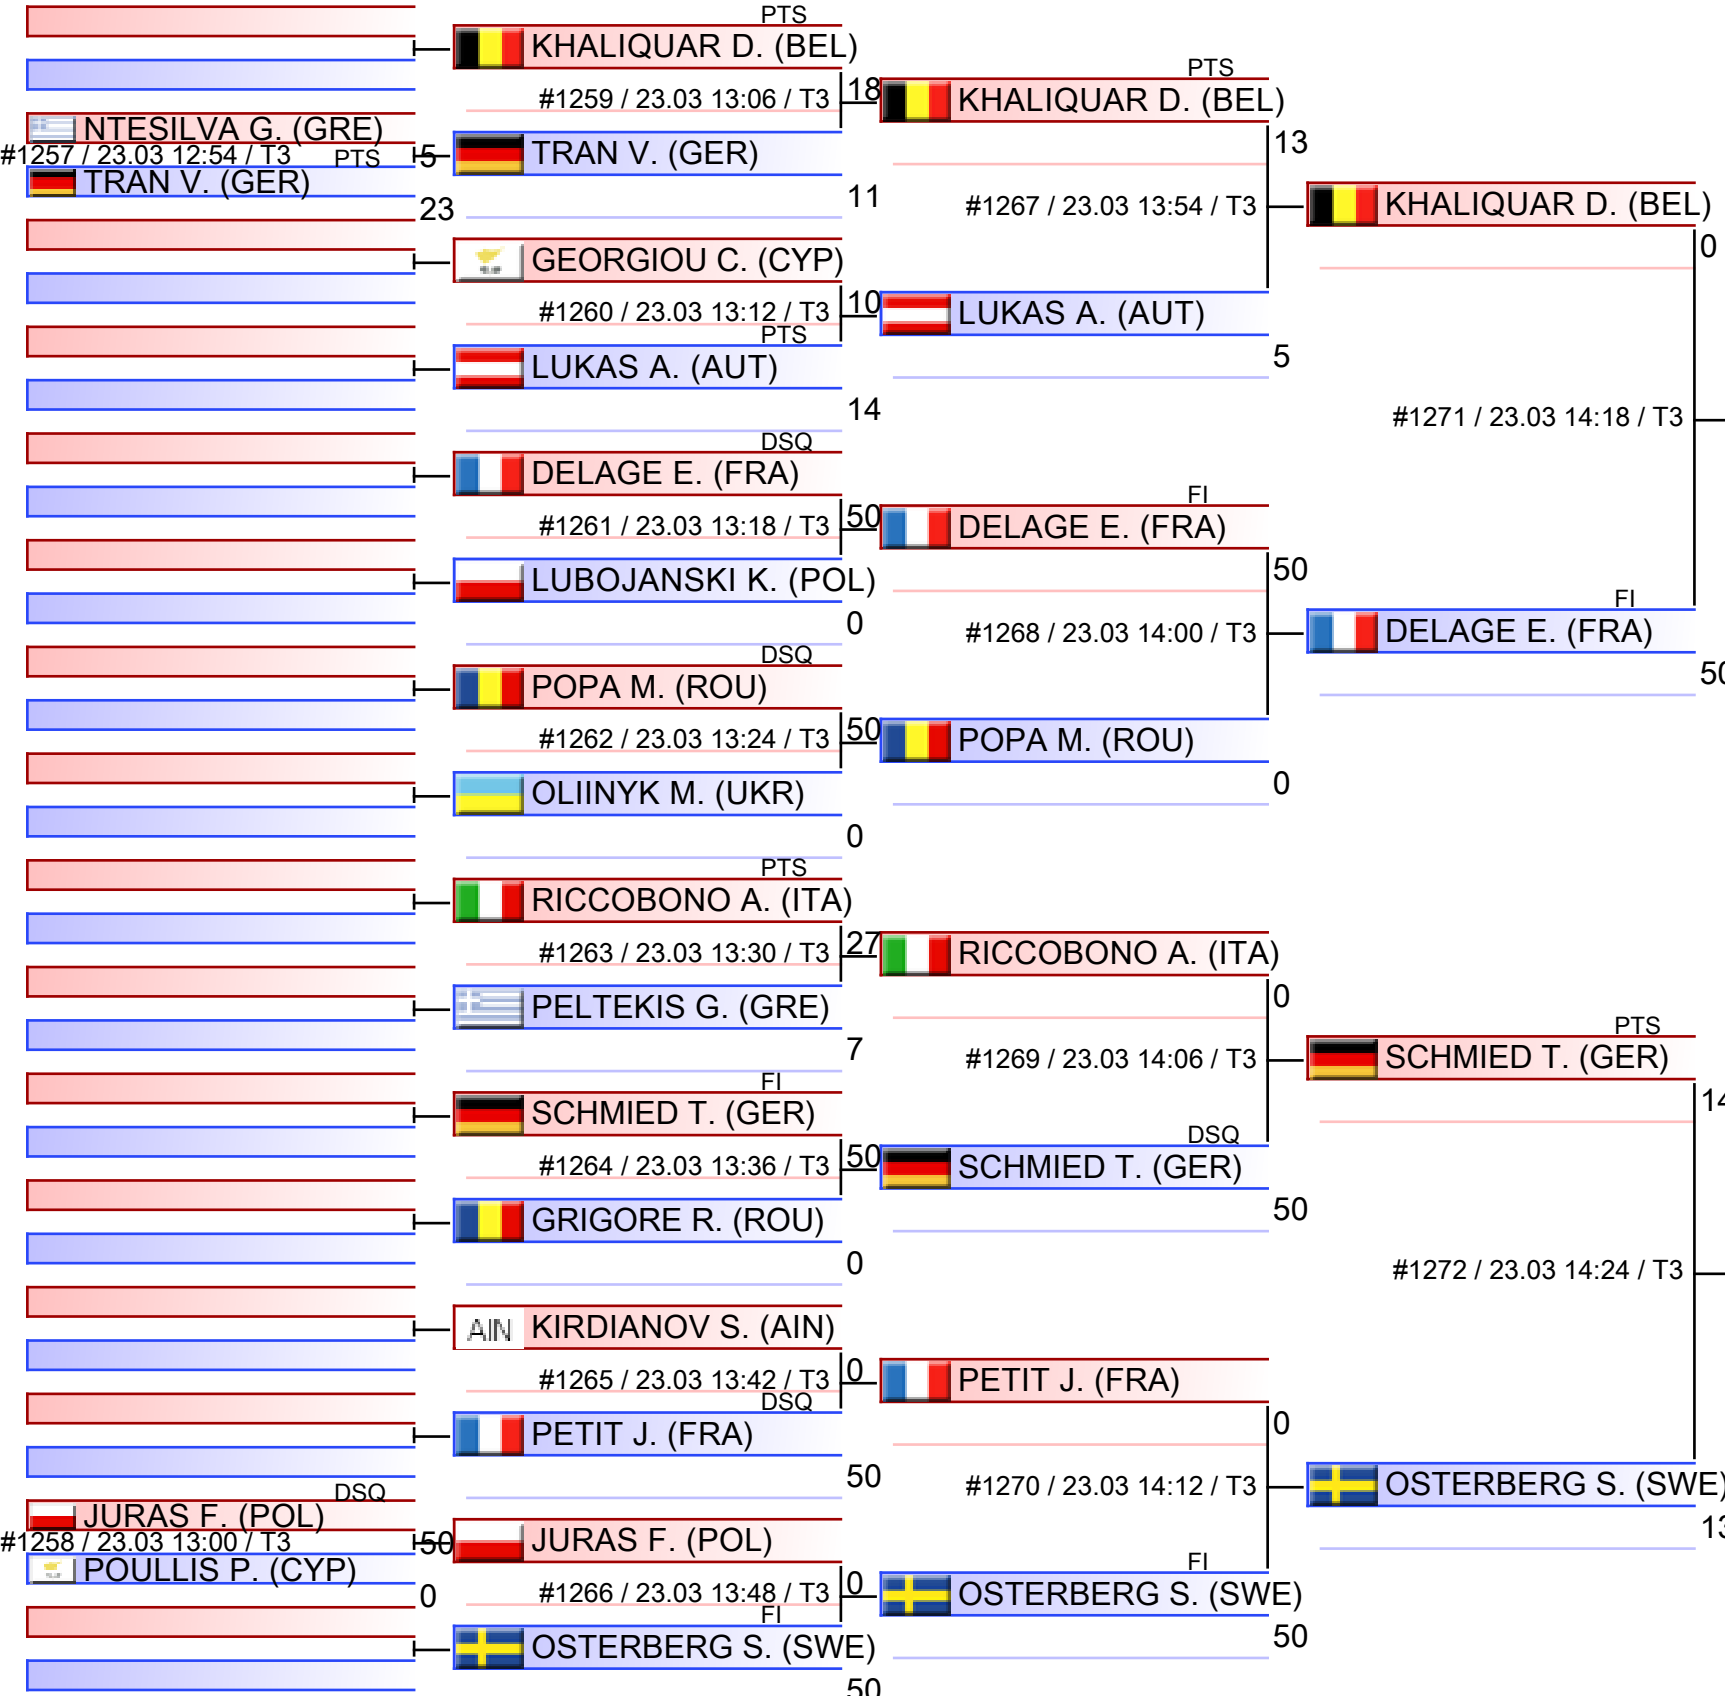 NTESILVA G. (GRE)
#1257 / 23.03 12:54 / T3
PTS
5
TRAN V. (GER)
23
DSQ
JURAS F. (POL)
#1258 / 23.03 13:00 / T3
50
POULLIS P. (CYP)
0
PTS
KHALIQUAR D. (BEL)
#1259 / 23.03 13:06 / T3
18
TRAN V. (GER)
11
GEORGIOU C. (CYP)
#1260 / 23.03 13:12 / T3
10
PTS
LUKAS A. (AUT)
14
DSQ
DELAGE E. (FRA)
#1261 / 23.03 13:18 / T3
50
LUBOJANSKI K. (POL)
0
DSQ
POPA M. (ROU)
#1262 / 23.03 13:24 / T3
50
OLIINYK M. (UKR)
0
PTS
RICCOBONO A. (ITA)
#1263 / 23.03 13:30 / T3
27
PELTEKIS G. (GRE)
7
FI
SCHMIED T. (GER)
#1264 / 23.03 13:36 / T3
50
GRIGORE R. (ROU)
0
AIN
KIRDIANOV S. (AIN)
#1265 / 23.03 13:42 / T3
0
DSQ
PETIT J. (FRA)
50
JURAS F. (POL)
#1266 / 23.03 13:48 / T3
0
FI
OSTERBERG S. (SWE)
50
PTS
KHALIQUAR D. (BEL)
13
#1267 / 23.03 13:54 / T3
LUKAS A. (AUT)
5
FI
DELAGE E. (FRA)
50
#1268 / 23.03 14:00 / T3
POPA M. (ROU)
0
RICCOBONO A. (ITA)
0
#1269 / 23.03 14:06 / T3
DSQ
SCHMIED T. (GER)
50
PETIT J. (FRA)
0
#1270 / 23.03 14:12 / T3
FI
OSTERBERG S. (SWE)
50
KHALIQUAR D. (BEL)
0
#1271 / 23.03 14:18 / T3
FI
DELAGE E. (FRA)
50
PTS
SCHMIED T. (GER)
14
#1272 / 23.03 14:24 / T3
OSTERBERG S. (SWE)
13